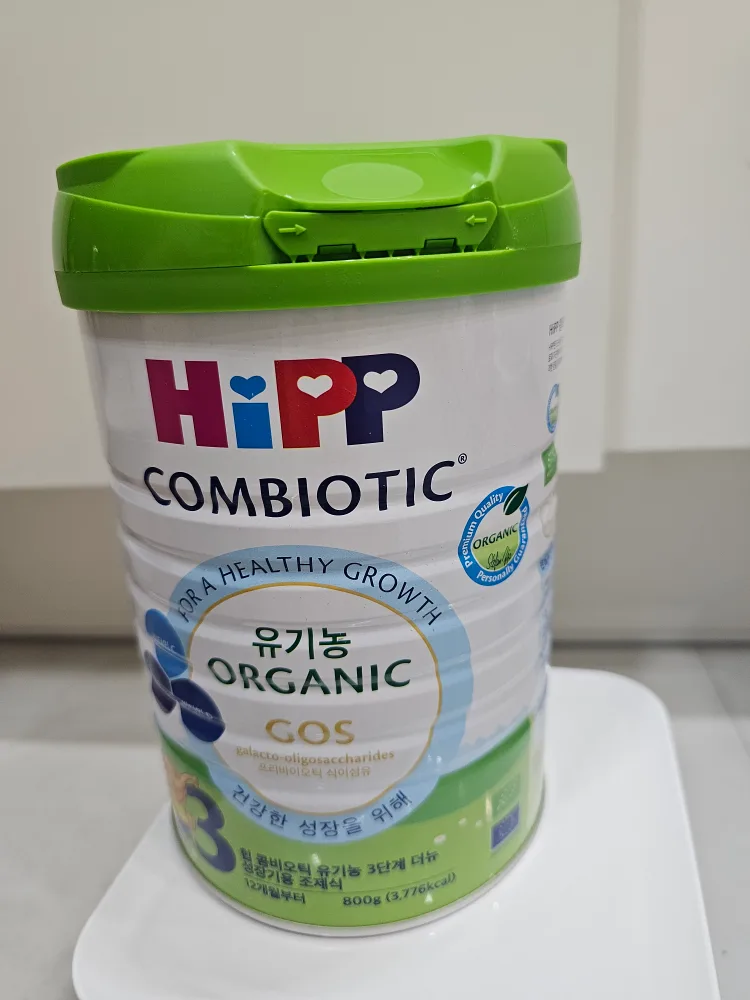 HiPP
COMBIOTIC®
Premium Quality
ORGANIC
Personally Guaranteed
FOR A HEALTHY GROWTH
유기농
ORGANIC
GOS
galacto-oligosaccharides
프리바이오틱 식이섬유
건강한 성장을 위해
3
힙 콤비오틱 유기농 3단계 더뉴
성장기용 조제식
12개월부터 800g (3,776kcal)